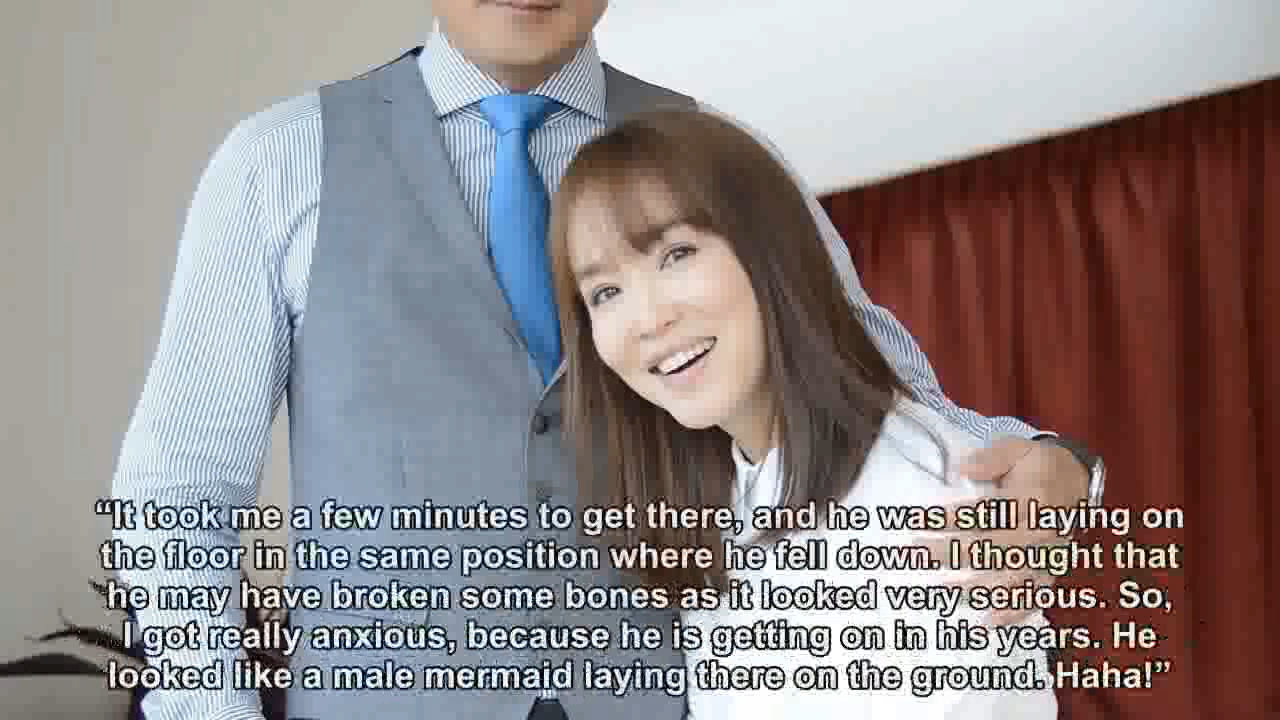 “It took me a few minutes to get there, and he was still laying on
the floor in the same position where he fell down. I thought that
he may have broken some bones as it looked very serious. So,
I got really anxious, because he is getting on in his years. He
looked like a male mermaid laying there on the ground. Haha!”